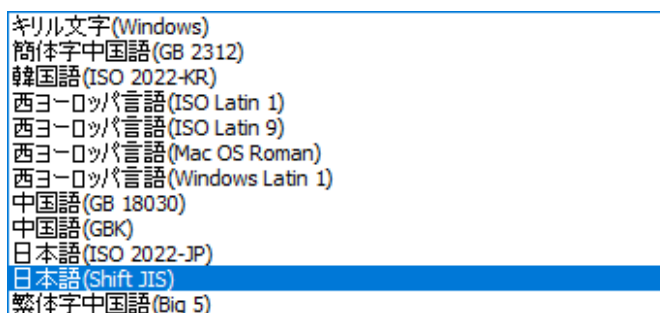 キリル文字(Windows)
簡体字中国語(GB 2312)
韓国語(ISO 2022-KR)
西ヨーロッパ言語(ISO Latin 1)
西ヨーロッパ言語(ISO Latin 9)
西ヨーロッパ言語(Mac OS Roman)
西ヨーロッパ言語(Windows Latin 1)
中国語(GB 18030)
中国語(GBK)
日本語(ISO 2022-JP)
日本語(Shift JIS)
繁体字中国語(Big 5)